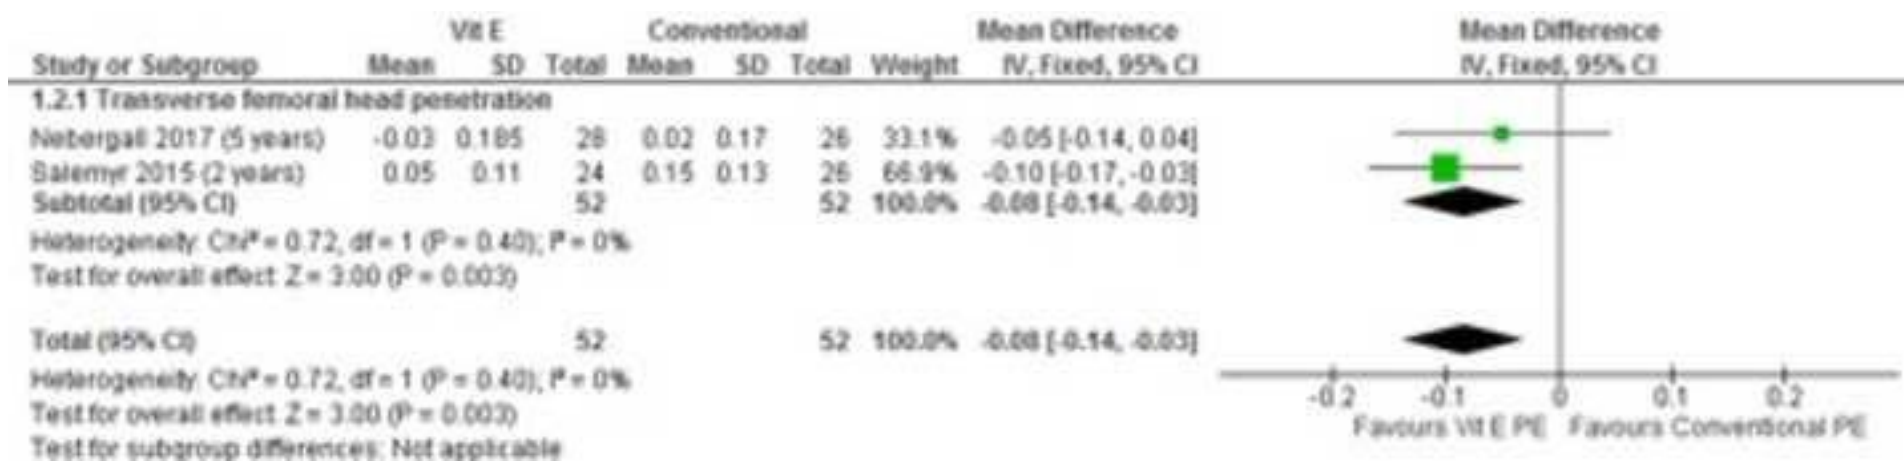 Vit E Conventional Mean Difference Mean Difference
Study or Subgroup Mean SD Total Mean SD Total Weight IV, Fixed, 95% CI IV, Fixed, 95% CI
1.2.1 Transverse femoral head penetration
Nebergall 2017 (5 years) -0.03 0.185 28 0.02 0.17 26 33.1% -0.05 [-0.14, 0.04]
Salemyr 2015 (2 years) 0.05 0.11 24 0.15 0.13 26 66.9% -0.10 [-0.17, -0.03]
Subtotal (95% CI) 52 52 100.0% -0.08 [-0.14, -0.03]
Heterogeneity: Chi² = 0.72, df = 1 (P = 0.40); I² = 0%
Test for overall effect: Z = 3.00 (P = 0.003)
Total (95% CI) 52 52 100.0% -0.08 [-0.14, -0.03]
Heterogeneity: Chi² = 0.72, df = 1 (P = 0.40); I² = 0%
Test for overall effect: Z = 3.00 (P = 0.003)
Test for subgroup differences: Not applicable
-0.2 -0.1 0 0.1 0.2
Favours Vit E PE Favours Conventional PE